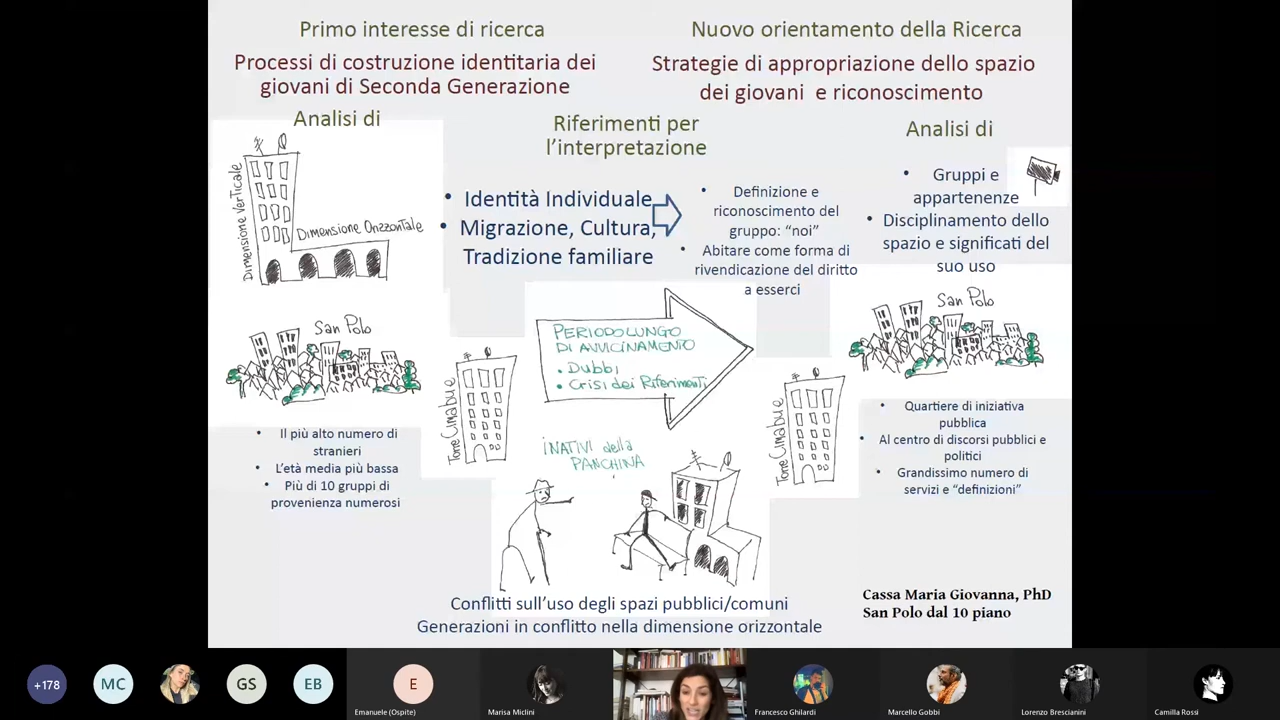 Primo interesse di ricerca
Processi di costruzione identitaria dei
giovani di Seconda Generazione
Analisi di
Dimensione Verticale
Dimensione Orizzontale
San Polo
Il più alto numero di
stranieri
L'età media più bassa
Più di 10 gruppi di
provenienza numerosi
Riferimenti per
l'interpretazione
Identità Individuale
Migrazione, Cultura,
Tradizione familiare
Definizione e
riconoscimento del
gruppo: "noi"
Abitare come forma di
rivendicazione del diritto
a esserci
PERIODO LUNGO
DI AVVICINAMENTO
Dubbi
Crisi dei Riferimenti
Torre Cimabue
I NATIVI della
PANCHINA
Torre Cimabue
Conflitti sull'uso degli spazi pubblici/comuni
Generazioni in conflitto nella dimensione orizzontale
Nuovo orientamento della Ricerca
Strategie di appropriazione dello spazio
dei giovani e riconoscimento
Analisi di
Gruppi e
appartenenze
Disciplinamento dello
spazio e significati del
suo uso
San Polo
Quartiere di iniziativa
pubblica
Al centro di discorsi pubblici e
politici
Grandissimo numero di
servizi e "definizioni"
Cassa Maria Giovanna, PhD
San Polo dal 10 piano
+178
MC
GS
EB
E
Emanuele (Ospite)
Marisa Miclini
Francesco Ghilardi
Marcello Gobbi
Lorenzo Brescianini
Camilla Rossi